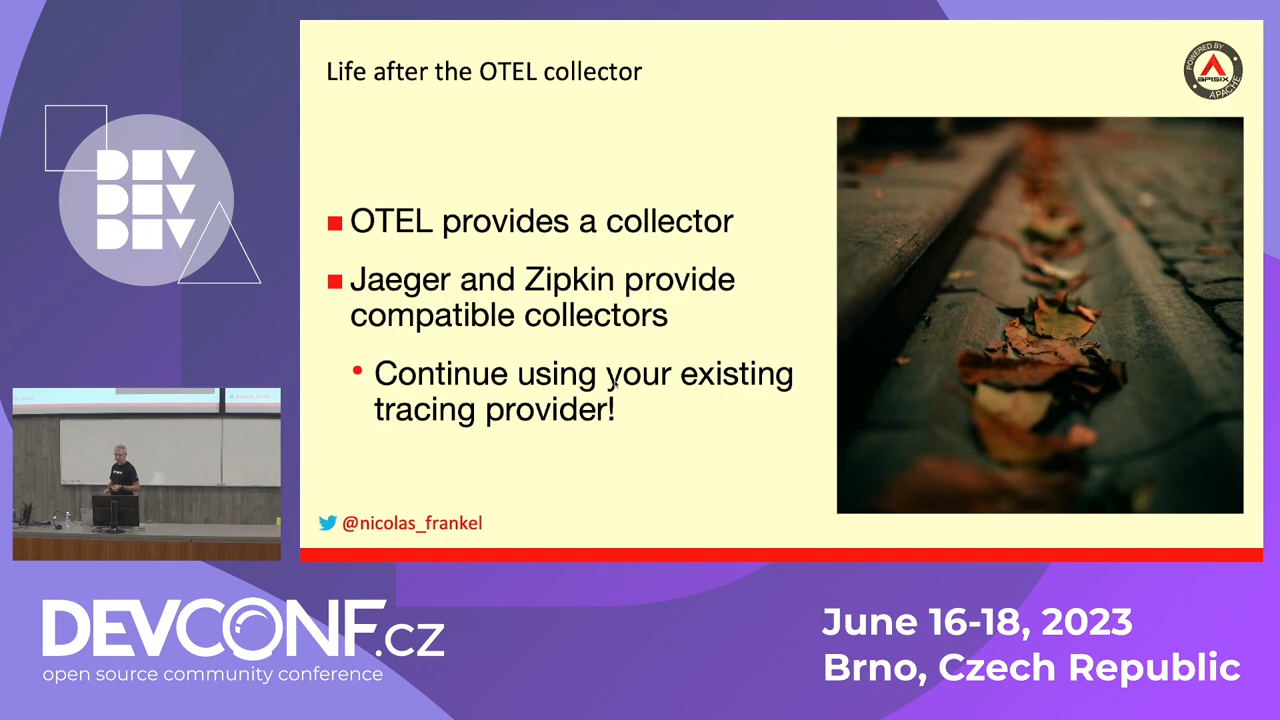 Life after the OTEL collector
POWERED BY
APISIX
APACHE
DEV
DEV
DEV
OTEL provides a collector
Jaeger and Zipkin provide
compatible collectors
Continue using your existing
tracing provider!
@nicolas_frankel
DEVCONF.CZ
open source community conference
June 16-18, 2023
Brno, Czech Republic